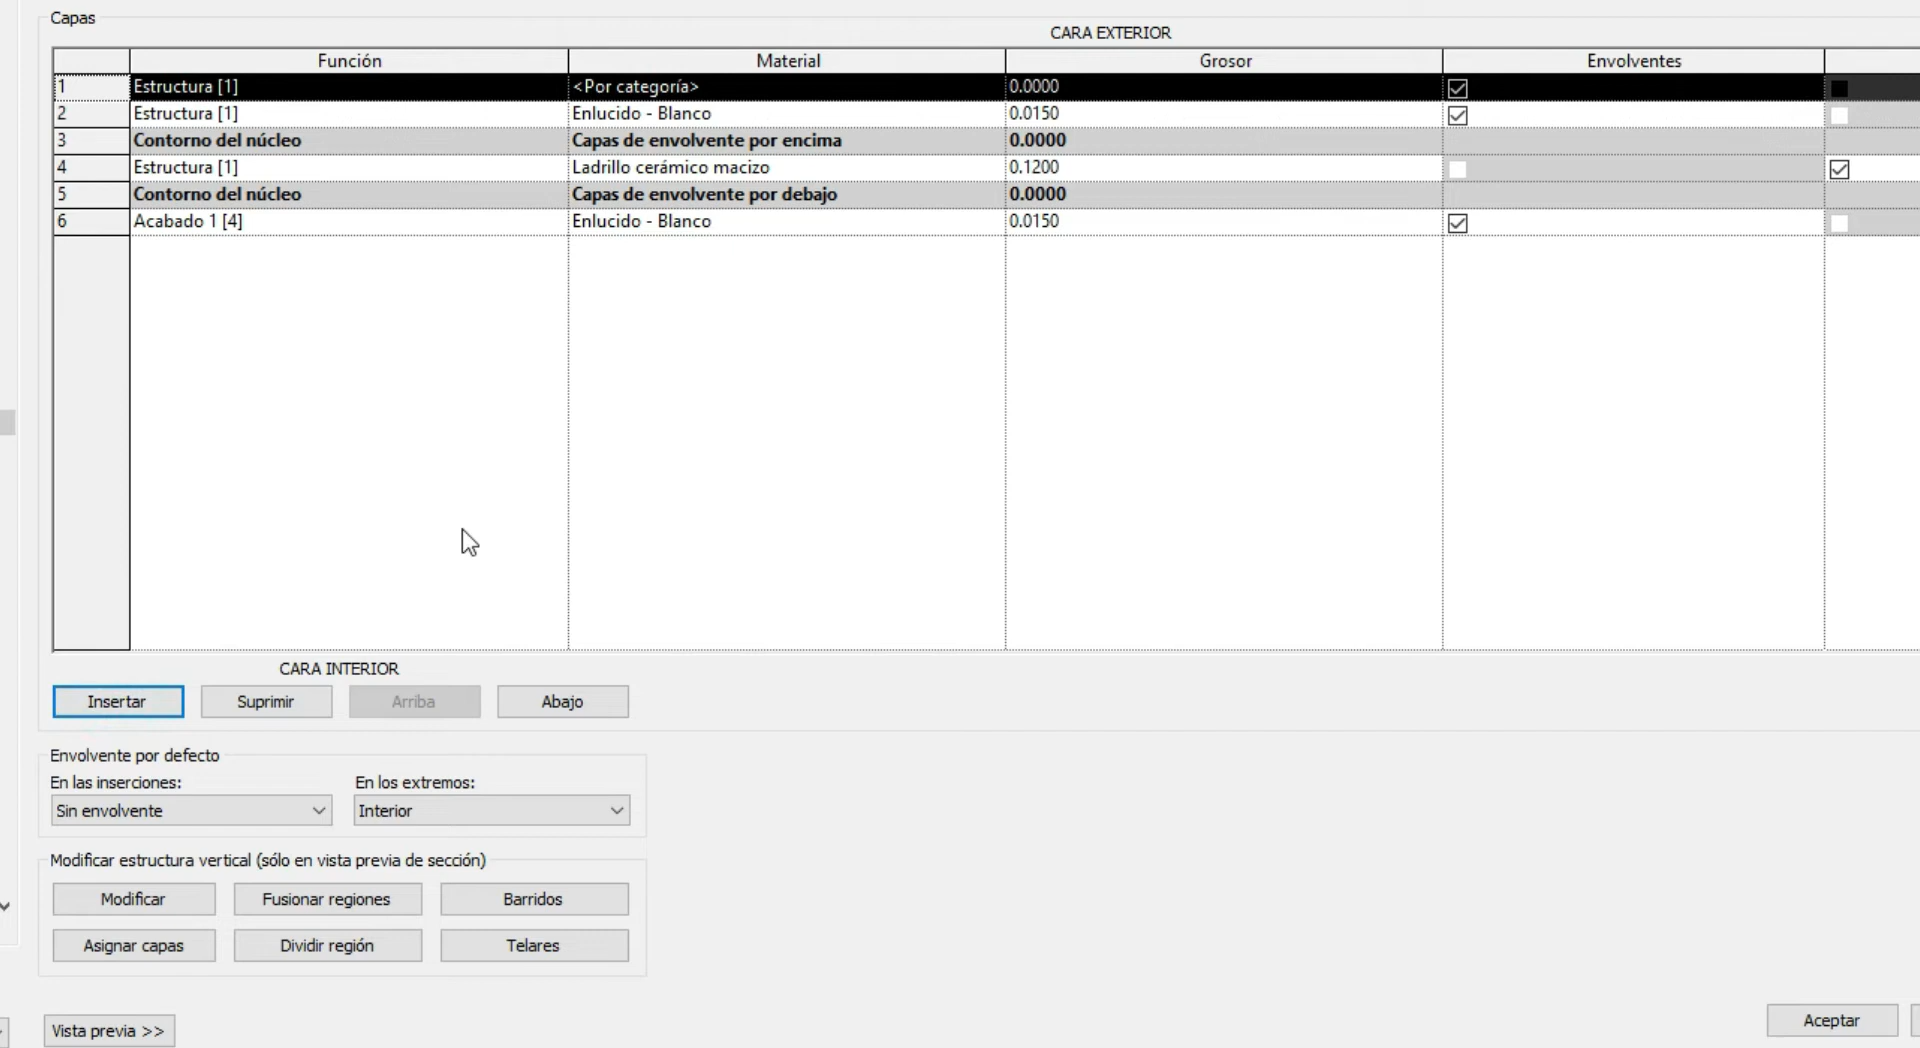 Capas
CARA EXTERIOR
Función Material Grosor Envolventes
1 Estructura [1] <Por categoría> 0.0000
2 Estructura [1] Enlucido - Blanco 0.0150
3 Contorno del núcleo Capas de envolvente por encima 0.0000
4 Estructura [1] Ladrillo cerámico macizo 0.1200
5 Contorno del núcleo Capas de envolvente por debajo 0.0000
6 Acabado 1 [4] Enlucido - Blanco 0.0150
CARA INTERIOR
Insertar Suprimir Arriba Abajo
Envolvente por defecto
En las inserciones: En los extremos:
Sin envolvente Interior
Modificar estructura vertical (sólo en vista previa de sección)
Modificar Fusionar regiones Barridos
Asignar capas Dividir región Telares
Vista previa >> Aceptar